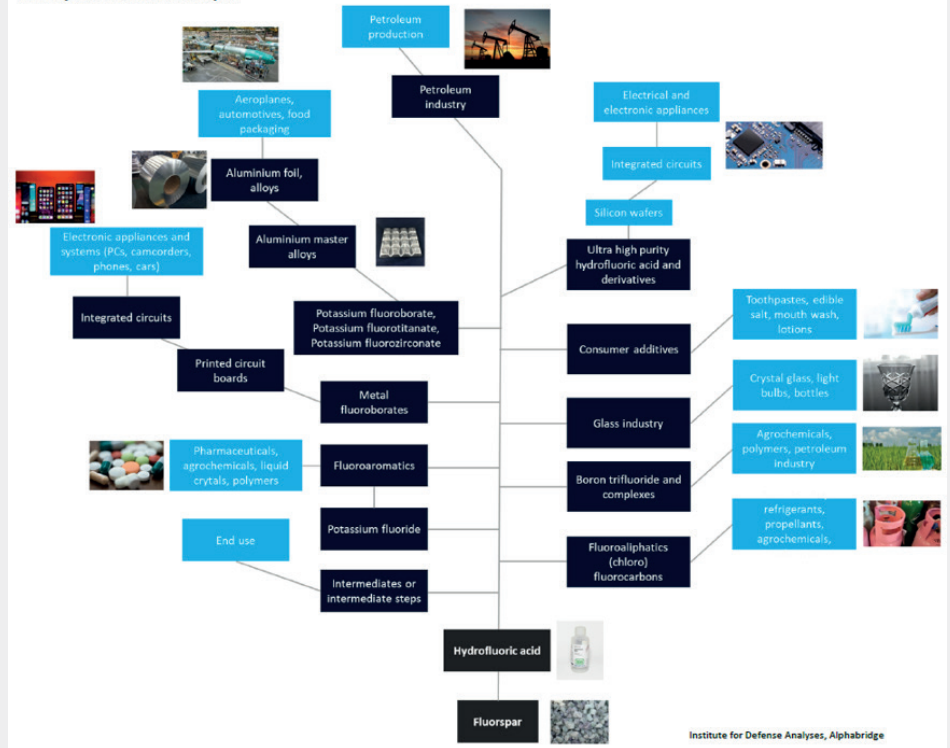 Petroleum
production
Petroleum
industry
Aeroplanes,
automotives, food
packaging
Aluminium foil,
alloys
Aluminium master
alloys
Potassium fluoroborate,
Potassium fluorotitanate,
Potassium fluorozirconate
Electronic appliances and
systems (PCs, camcorders,
phones, cars)
Integrated circuits
Printed circuit
boards
Metal
fluoroborates
Pharmaceuticals,
agrochemicals, liquid
crytals, polymers
Fluoroaromatics
Potassium fluoride
End use
Intermediates or
intermediate steps
Electrical and
electronic appliances
Integrated circuits
Silicon wafers
Ultra high purity
hydrofluoric acid and
derivatives
Toothpastes, edible
salt, mouth wash,
lotions
Consumer additives
Crystal glass, light
bulbs, bottles
Glass industry
Agrochemicals,
polymers, petroleum
industry
Boron trifluoride and
complexes
refrigerants,
propellants,
agrochemicals,
Fluoroaliphatics
(chloro)
fluorocarbons
Hydrofluoric acid
Fluorspar
Institute for Defense Analyses, Alphabridge